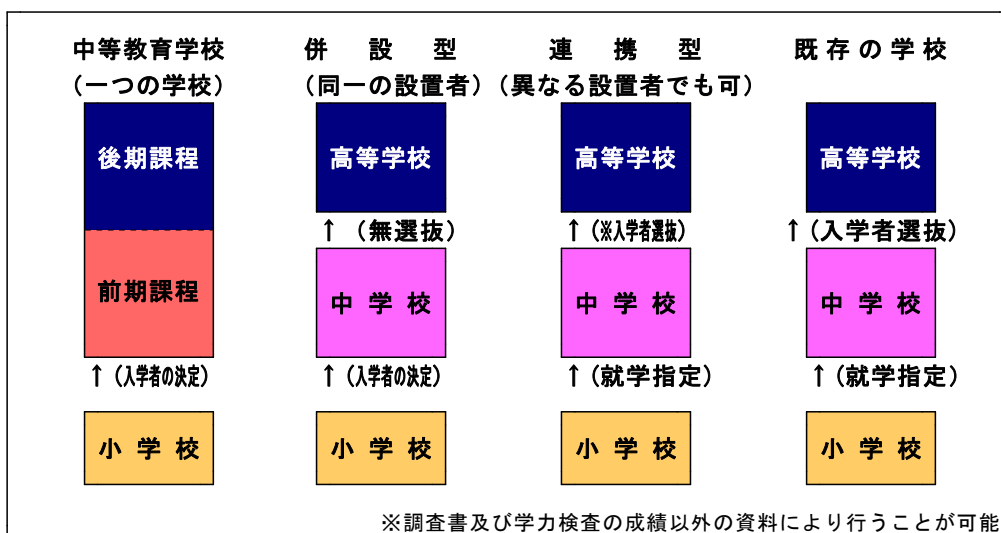 中等教育学校 併設型 連携型 既存の学校
(一つの学校) (同一の設置者) (異なる設置者でも可)
後期課程 高等学校 高等学校 高等学校
↑(無選抜) ↑(※入学者選抜) ↑(入学者選抜)
前期課程 中学校 中学校 中学校
↑(入学者の決定) ↑(入学者の決定) ↑(就学指定) ↑(就学指定)
小学校 小学校 小学校 小学校
※調査書及び学力検査の成績以外の資料により行うことが可能